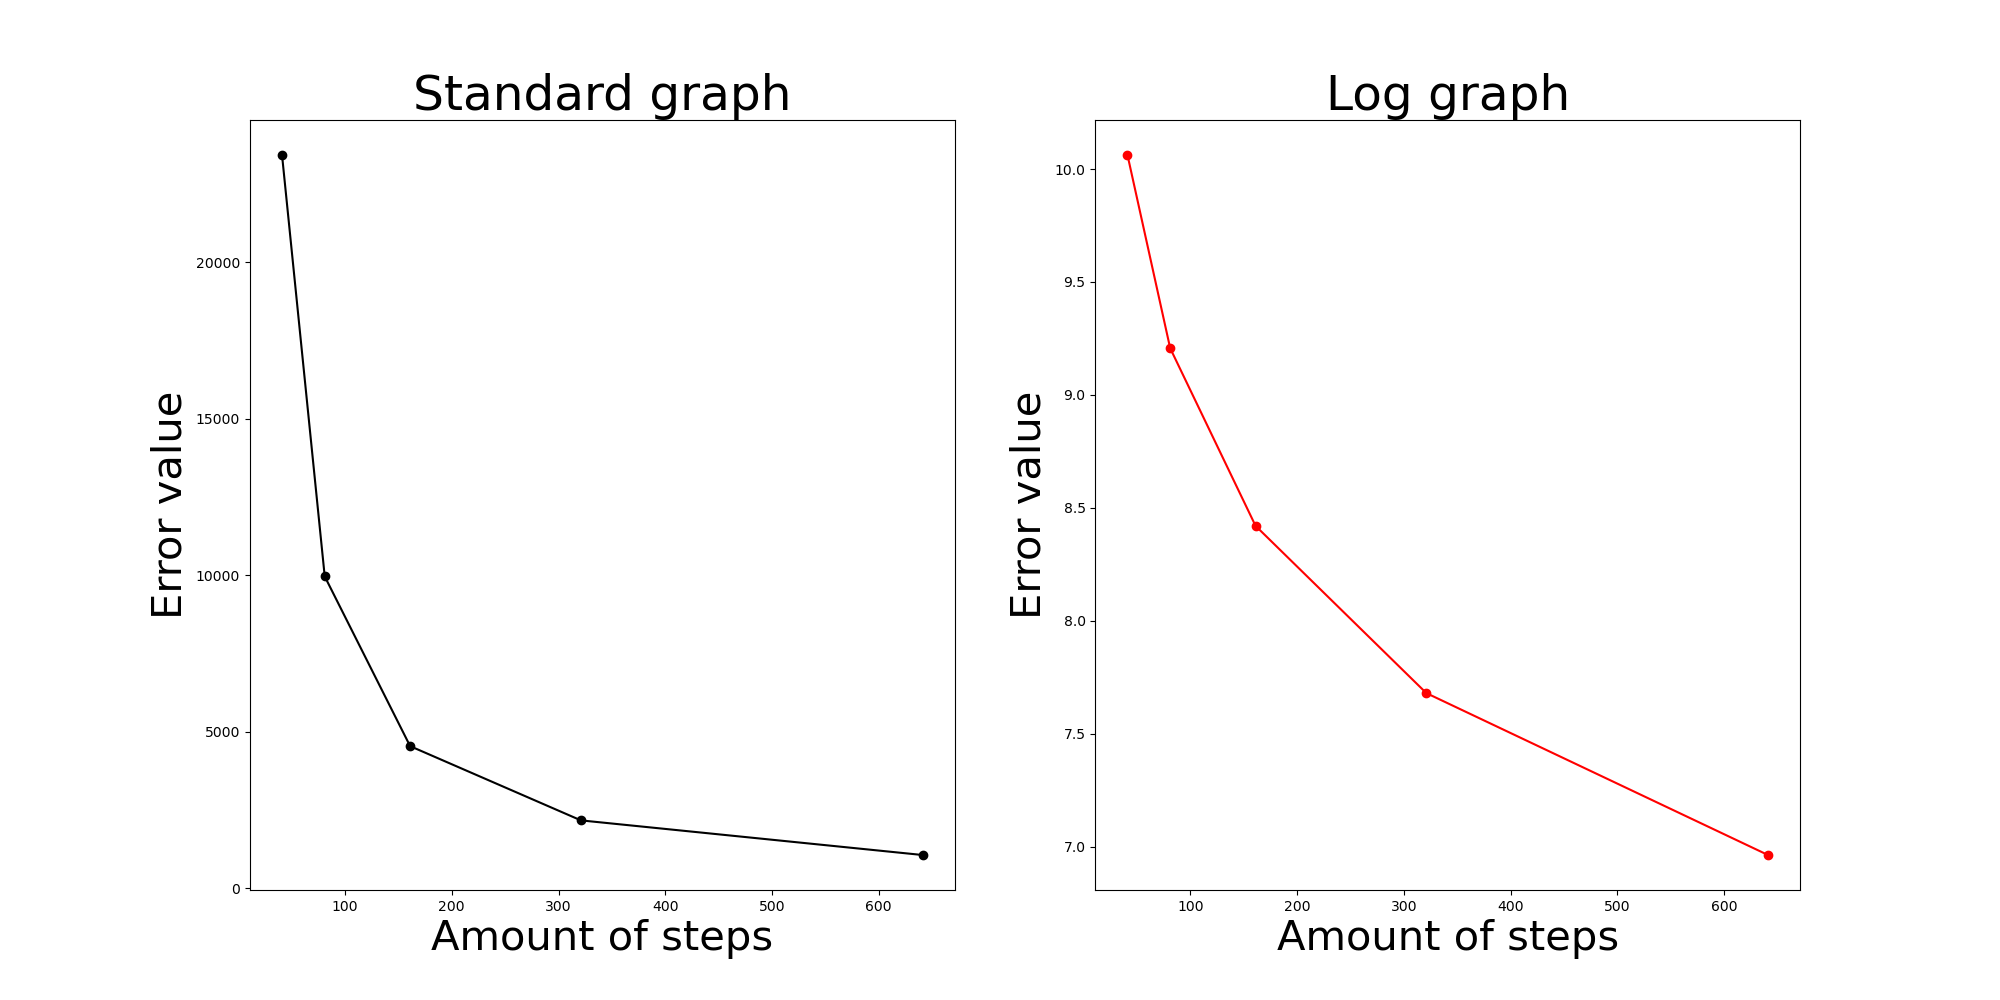 Standard graph
Error value
20000
15000
10000
5000
0
100 200 300 400 500 600
Amount of steps
Log graph
Error value
10.0
9.5
9.0
8.5
8.0
7.5
7.0
100 200 300 400 500 600
Amount of steps